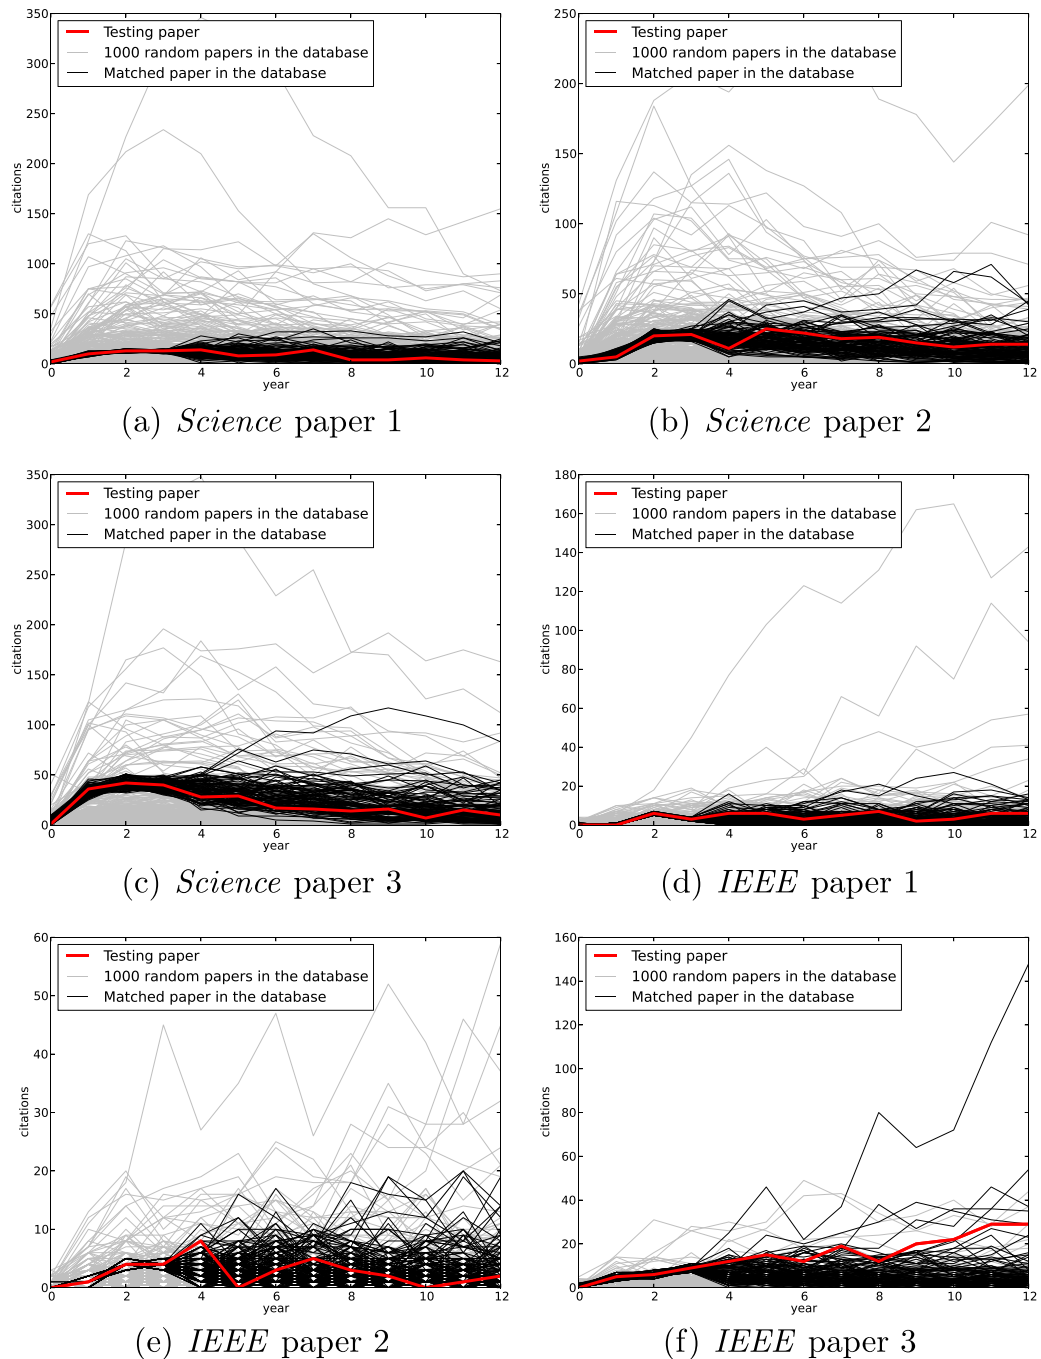 350
300
250
200
150
100
50
0
citations
Testing paper
1000 random papers in the database
Matched paper in the database
0 2 4 6 8 10 12
year
(a) Science paper 1
250
200
150
100
50
0
citations
Testing paper
1000 random papers in the database
Matched paper in the database
0 2 4 6 8 10 12
year
(b) Science paper 2
350
300
250
200
150
100
50
0
citations
Testing paper
1000 random papers in the database
Matched paper in the database
0 2 4 6 8 10 12
year
(c) Science paper 3
180
160
140
120
100
80
60
40
20
0
citations
Testing paper
1000 random papers in the database
Matched paper in the database
0 2 4 6 8 10 12
year
(d) IEEE paper 1
60
50
40
30
20
10
0
citations
Testing paper
1000 random papers in the database
Matched paper in the database
0 2 4 6 8 10 12
year
(e) IEEE paper 2
160
140
120
100
80
60
40
20
0
citations
Testing paper
1000 random papers in the database
Matched paper in the database
0 2 4 6 8 10 12
year
(f) IEEE paper 3